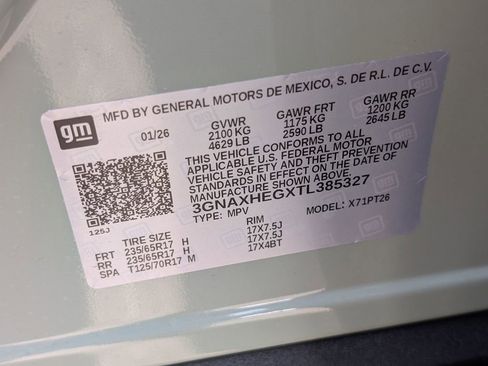 gm
MFD BY GENERAL MOTORS DE MEXICO, S. DE R.L. DE C.V.
01/26 GVWR GAWR FRT GAWR RR
2100 KG 1175 KG 1200 KG
4629 LB 2590 LB 2645 LB
THIS VEHICLE CONFORMS TO ALL
APPLICABLE U.S. FEDERAL MOTOR
VEHICLE SAFETY AND THEFT PREVENTION
STANDARDS IN EFFECT ON THE DATE OF
MANUFACTURE SHOWN ABOVE.
3GNAXHEGXTL385327
TYPE: MPV MODEL: X71PT26
125J
TIRE SIZE RIM
FRT 235/65R17 H 17X7.5J
RR 235/65R17 H 17X7.5J
SPA T125/70R17 M 17X4BT